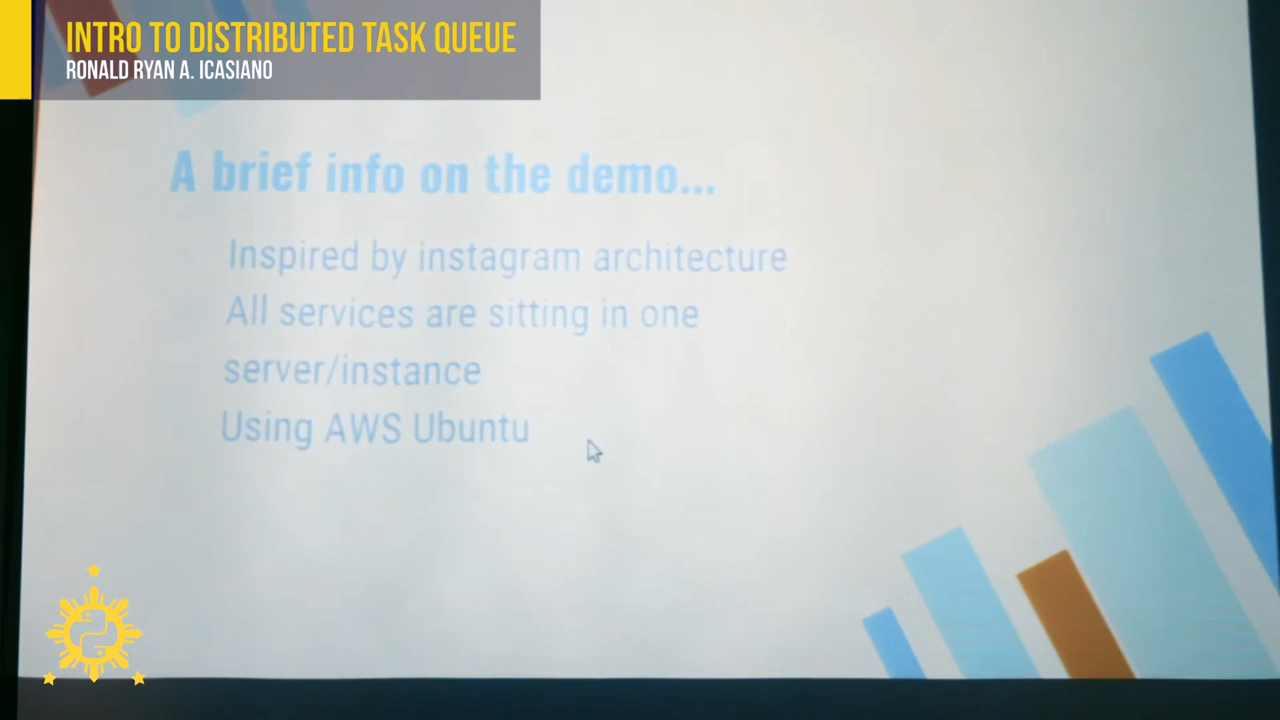 INTRO TO DISTRIBUTED TASK QUEUE
RONALD RYAN A. ICASIANO
A brief info on the demo...
Inspired by instagram architecture
All services are sitting in one
server/instance
Using AWS Ubuntu